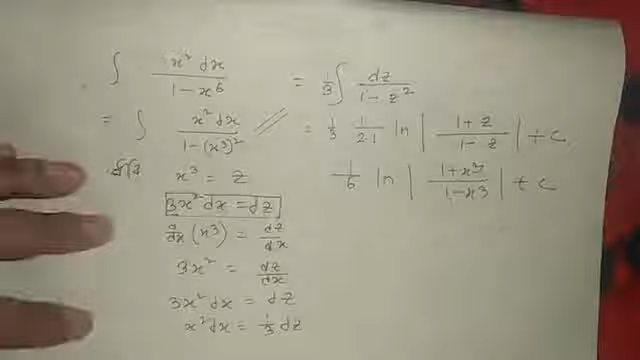 ∫ x² dx / 1 - x⁶
= ∫ x² dx / 1 - (x³)²
x³ = z
3x² dx = dz
d/dx (x³) = dz/dx
3x² = dz/dx
3x² dx = dz
x² dx = 1/3 dz
= 1/3 ∫ dz / 1 - z²
= 1/3 1/2.1 ln | 1 + z / 1 - z | + c
1/6 ln | 1 + x³ / 1 - x³ | + c